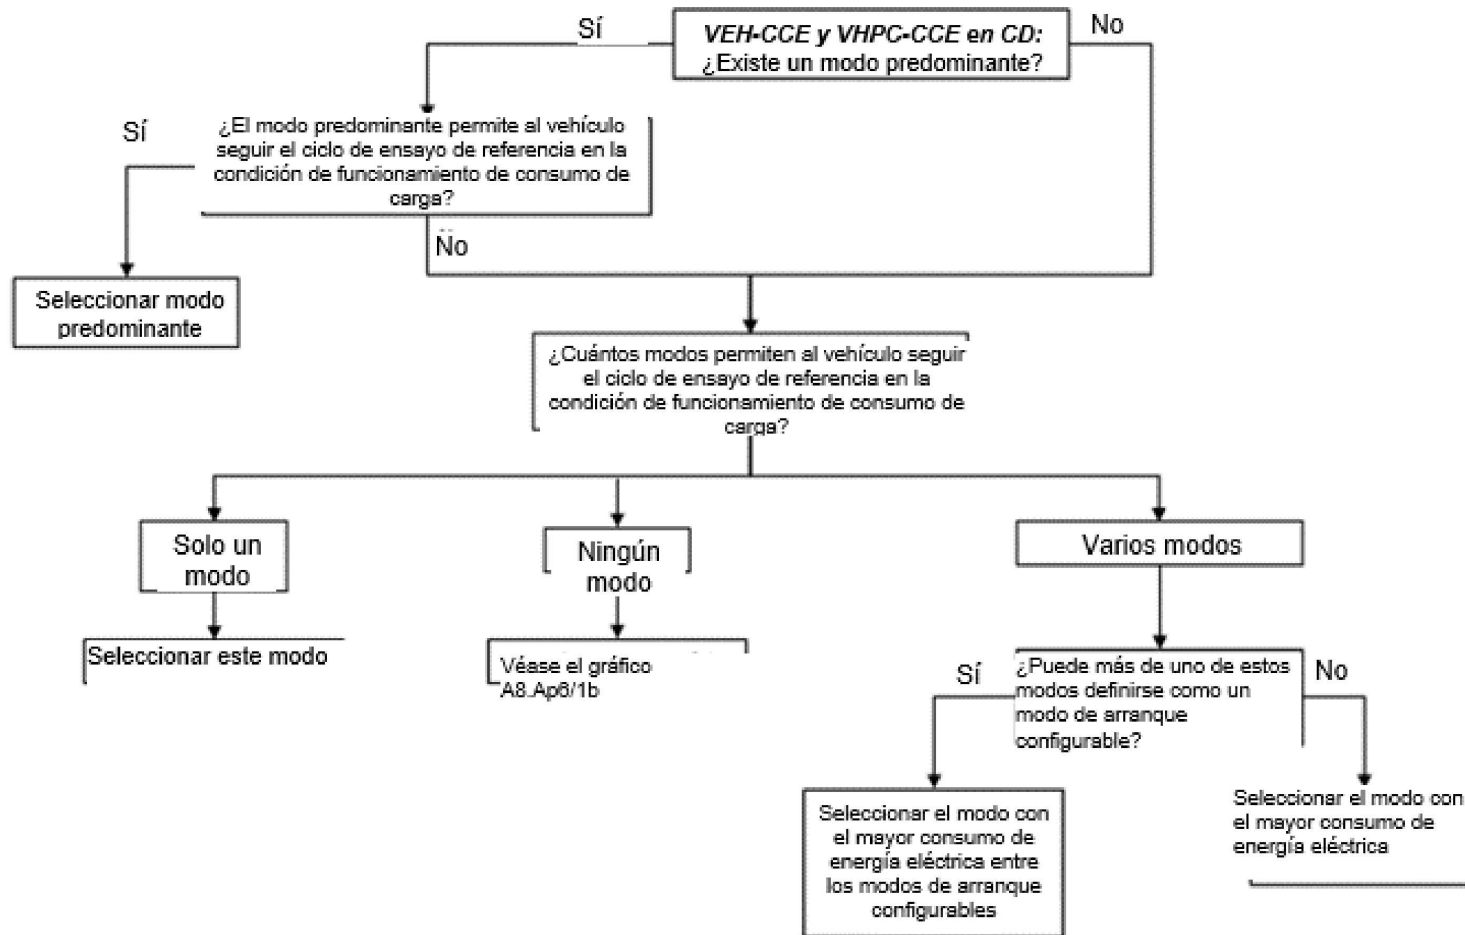 VEH-CCE y VHPC-CCE en CD:
¿Existe un modo predominante?
Sí
No
¿El modo predominante permite al vehículo
seguir el ciclo de ensayo de referencia en la
condición de funcionamiento de consumo de
carga?
Sí
No
Seleccionar modo
predominante
¿Cuántos modos permiten al vehículo seguir
el ciclo de ensayo de referencia en la
condición de funcionamiento de consumo de
carga?
Solo un
modo
Ningún
modo
Varios modos
Seleccionar este modo
Véase el gráfico
A8.Ap6/1b
¿Puede más de uno de estos
modos definirse como un
modo de arranque
configurable?
Sí
No
Seleccionar el modo con
el mayor consumo de
energía eléctrica entre
los modos de arranque
configurables
Seleccionar el modo con
el mayor consumo de
energía eléctrica